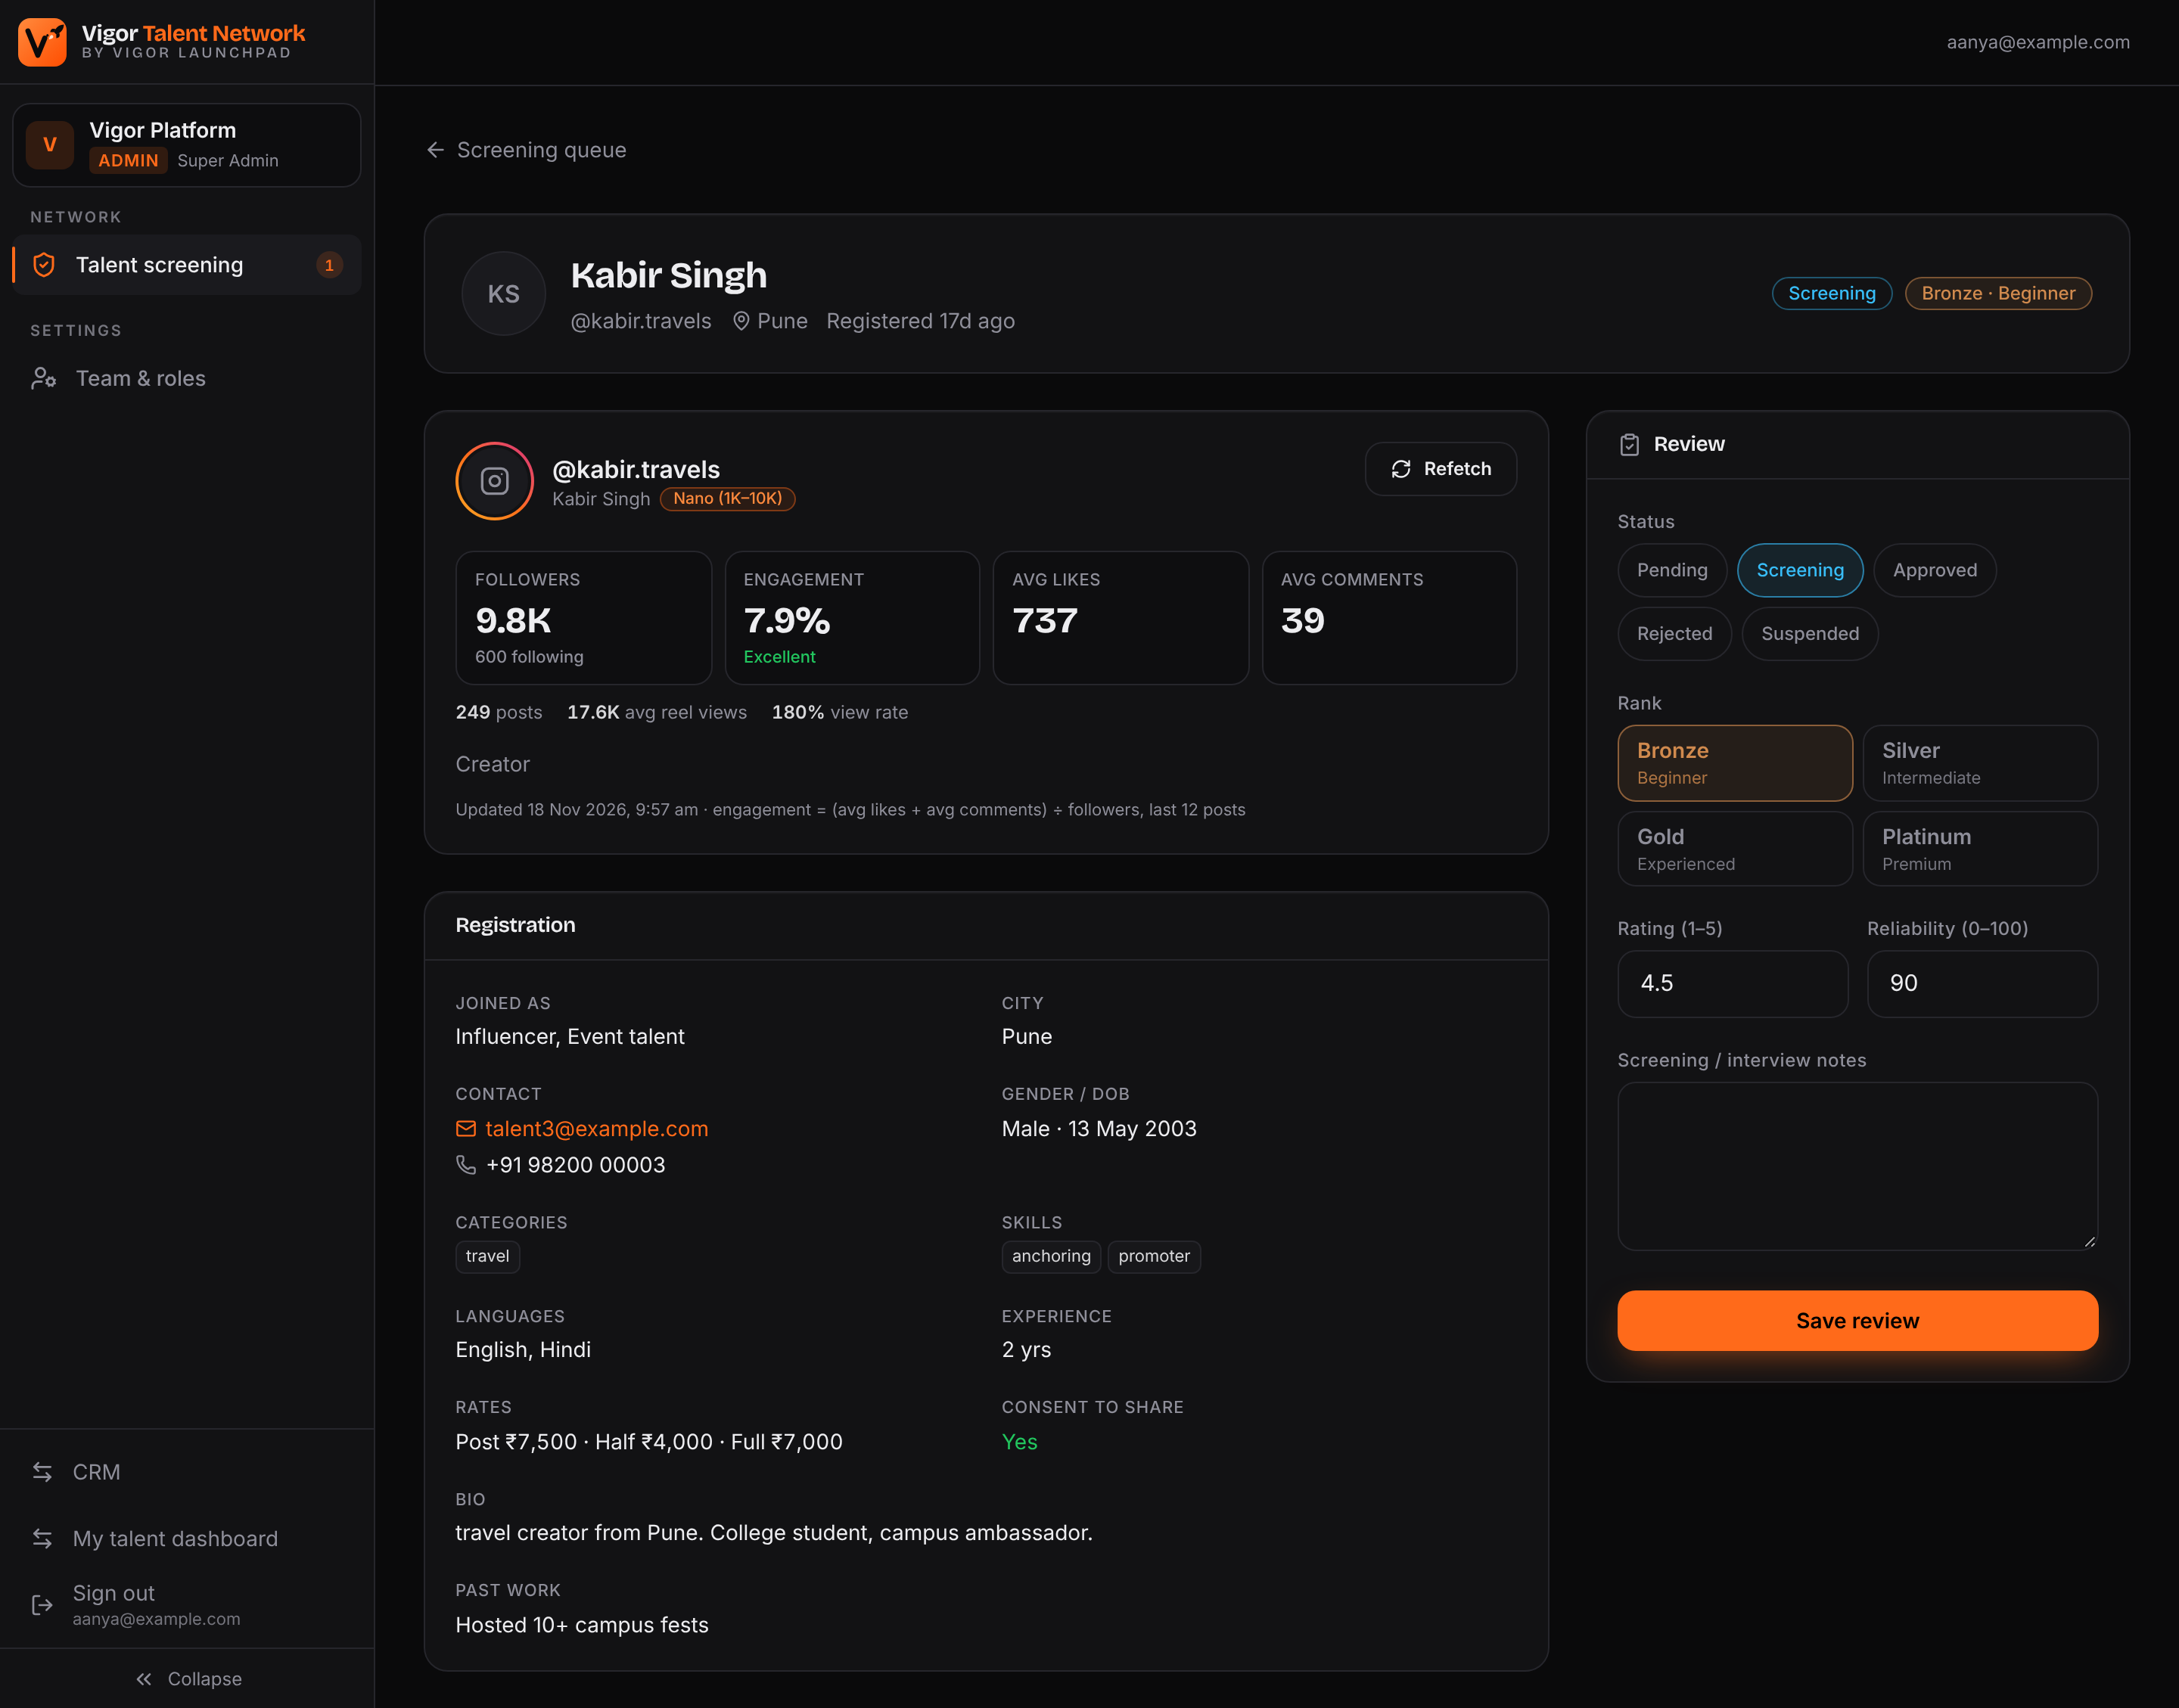 Vigor Talent Network
BY VIGOR LAUNCHPAD
aanya@example.com
V
Vigor Platform
ADMIN Super Admin
NETWORK
Talent screening 1
SETTINGS
Team & roles
CRM
My talent dashboard
Sign out
aanya@example.com
Collapse
Screening queue
KS
Kabir Singh
@kabir.travels Pune Registered 17d ago
Screening Bronze · Beginner
@kabir.travels
Kabir Singh Nano (1K–10K)
Refetch
FOLLOWERS
9.8K
600 following
ENGAGEMENT
7.9%
Excellent
AVG LIKES
737
AVG COMMENTS
39
249 posts 17.6K avg reel views 180% view rate
Creator
Updated 18 Nov 2026, 9:57 am · engagement = (avg likes + avg comments) ÷ followers, last 12 posts
Registration
JOINED AS
Influencer, Event talent
CITY
Pune
CONTACT
talent3@example.com
+91 98200 00003
GENDER / DOB
Male · 13 May 2003
CATEGORIES
travel
SKILLS
anchoring promoter
LANGUAGES
English, Hindi
EXPERIENCE
2 yrs
RATES
Post ₹7,500 · Half ₹4,000 · Full ₹7,000
CONSENT TO SHARE
Yes
BIO
travel creator from Pune. College student, campus ambassador.
PAST WORK
Hosted 10+ campus fests
Review
Status
Pending Screening Approved
Rejected Suspended
Rank
Bronze
Beginner
Silver
Intermediate
Gold
Experienced
Platinum
Premium
Rating (1–5)
4.5
Reliability (0–100)
90
Screening / interview notes
Save review